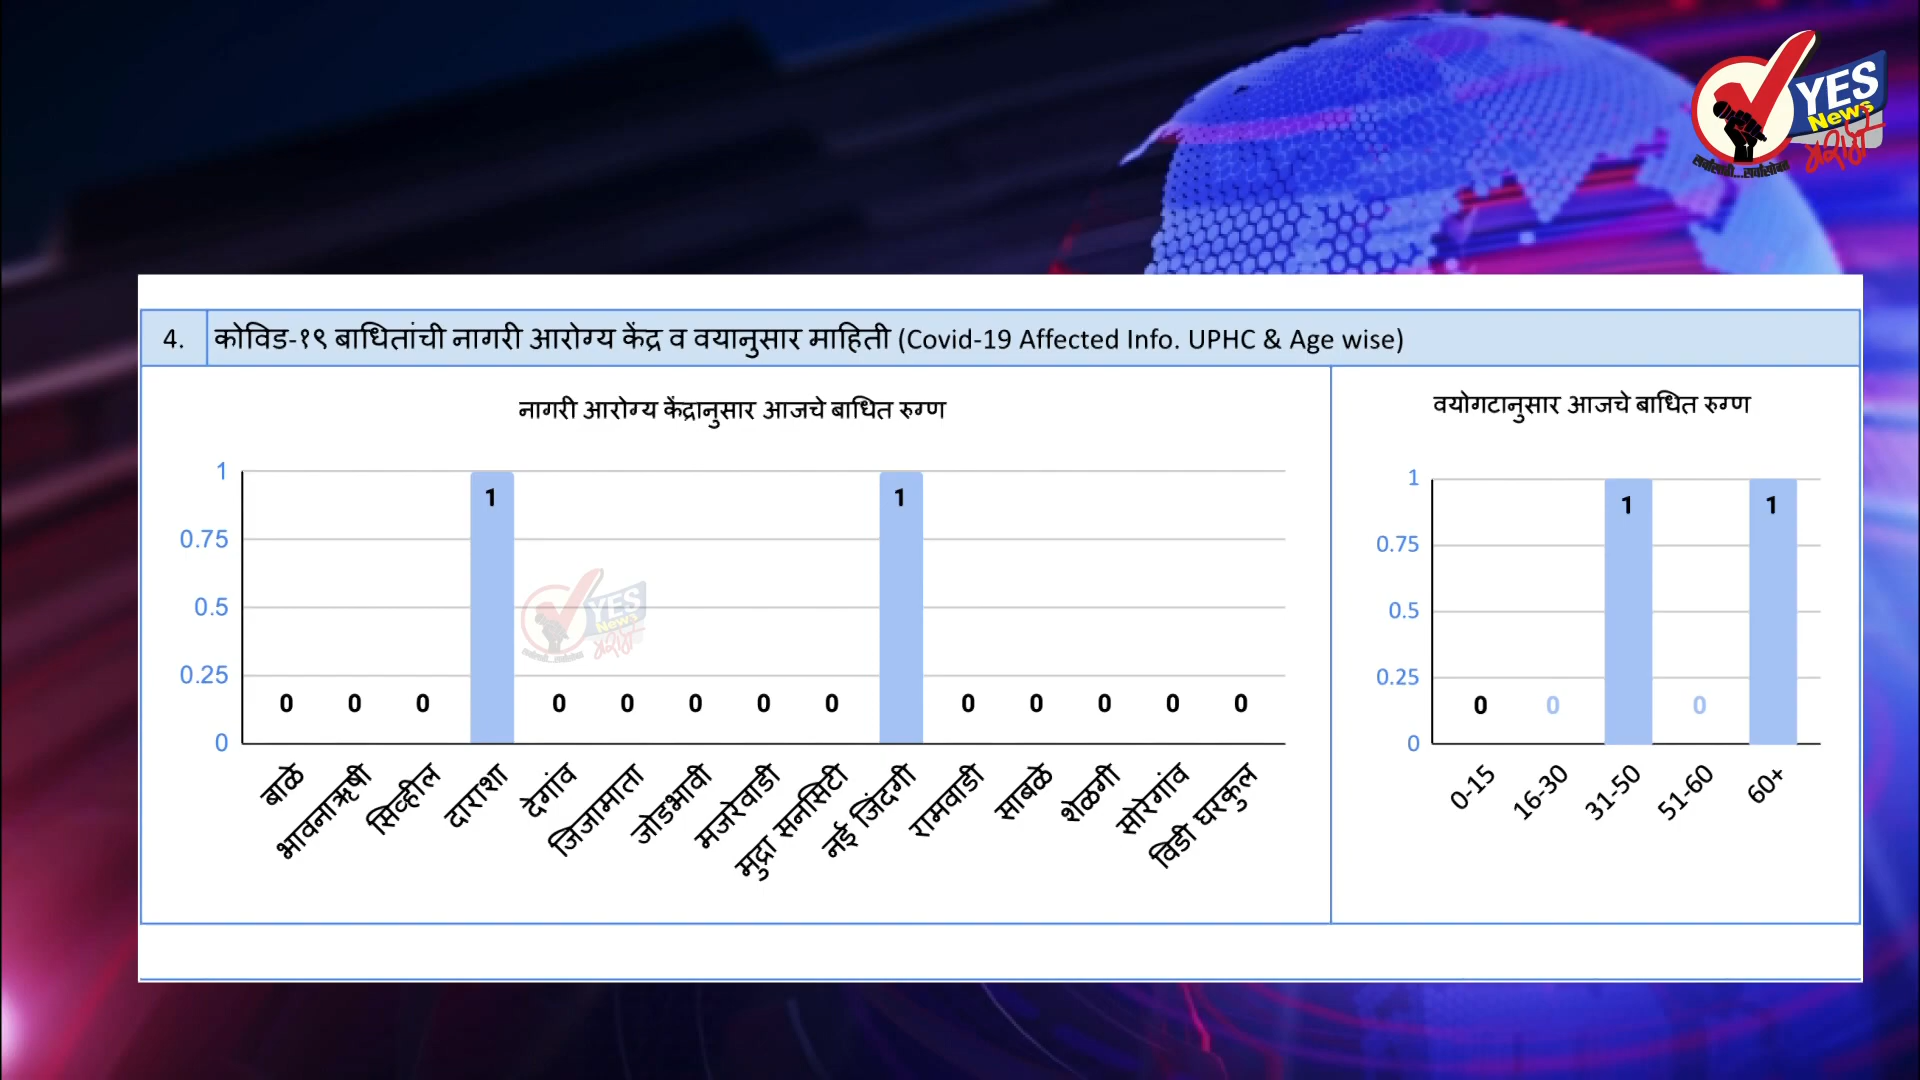 YES
News
मराठी
4.
कोविड-१९ बाधितांची नागरी आरोग्य केंद्र व वयानुसार माहिती (Covid-19 Affected Info. UPHC & Age wise)
नागरी आरोग्य केंद्रानुसार आजचे बाधित रुग्ण
1
0.75
0.5
0.25
0
0 0 0 1 0 0 0 0 0 1 0 0 0 0 0
बाळे
भावनाऋषी
सिव्हील
दाराशा
देगांव
जिजामाता
जोडभावी
मजरेवाडी
मुद्रा सनसिटी
नई जिंदगी
रामवाडी
साबळे
शेळगी
सोरेगांव
विडी घरकुल
YES
News
मराठी
वयोगटानुसार आजचे बाधित रुग्ण
1
0.75
0.5
0.25
0
0 0 1 0 1
0-15
16-30
31-50
51-60
60+